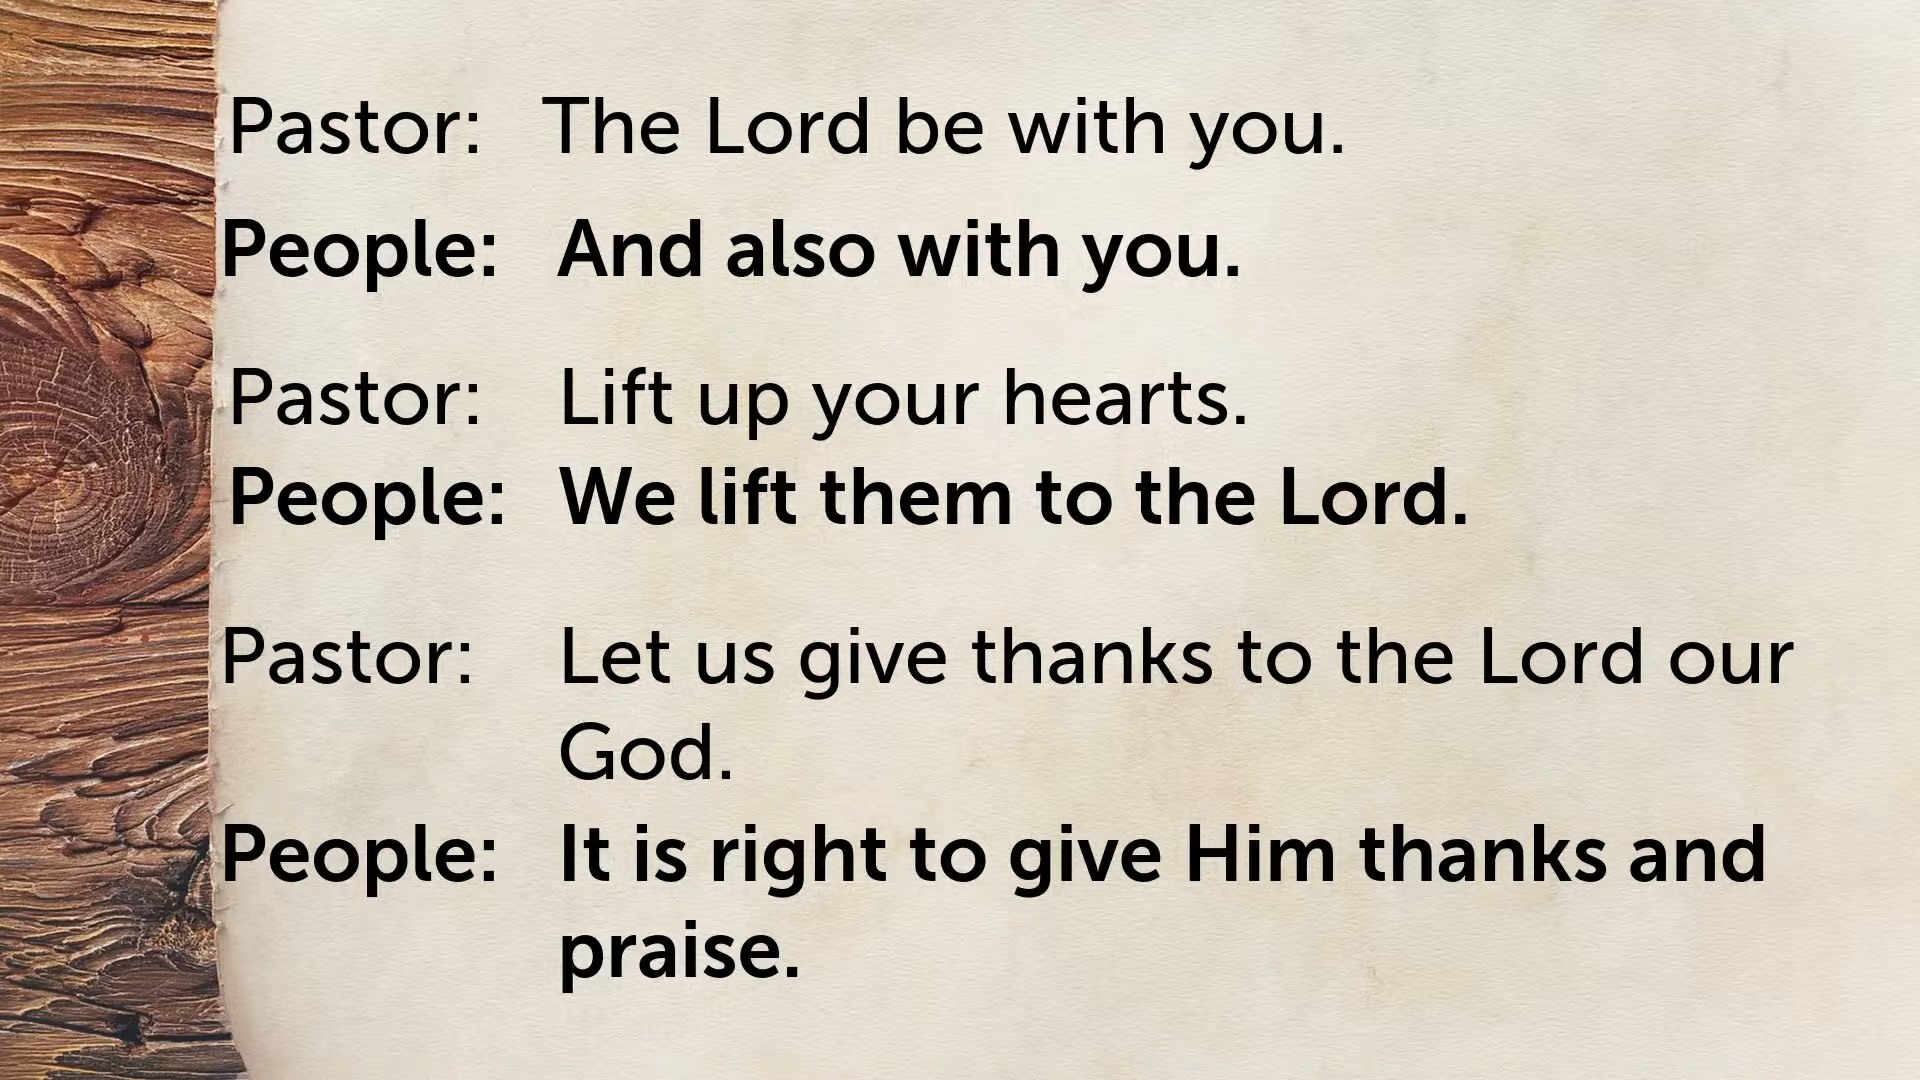 Pastor: The Lord be with you.
People: And also with you.
Pastor: Lift up your hearts.
People: We lift them to the Lord.
Pastor: Let us give thanks to the Lord our
God.
People: It is right to give Him thanks and
praise.